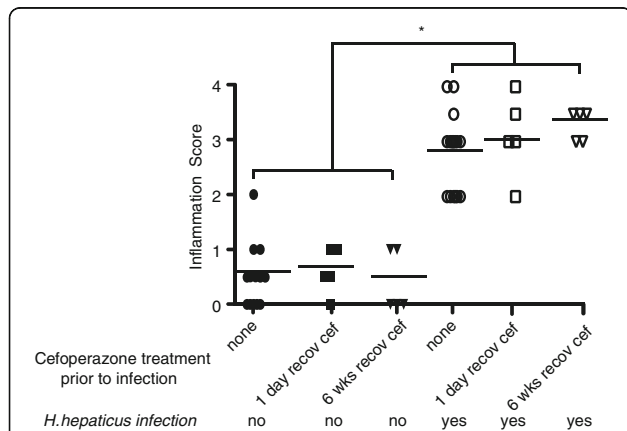 *
Inflammation Score
4
3
2
1
0
none
1 day recov cef
6 wks recov cef
none
1 day recov cef
6 wks recov cef
Cefoperazone treatment
prior to infection
H.hepaticus infection no no no yes yes yes